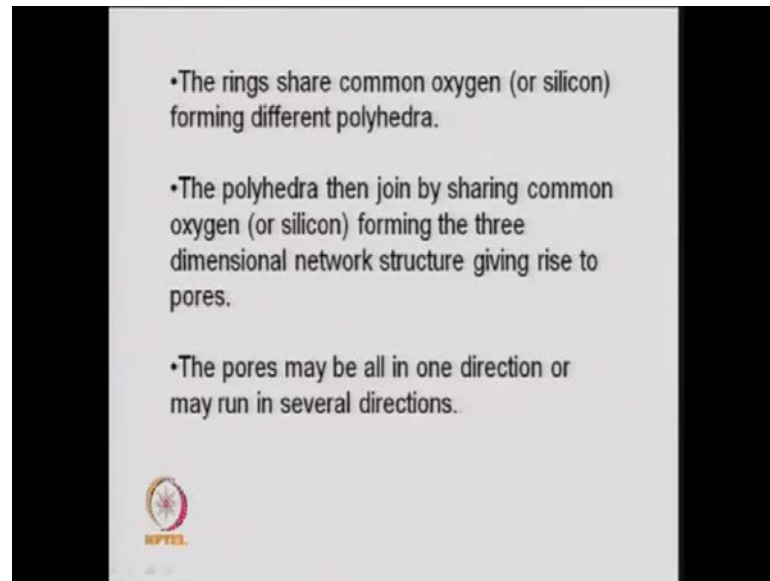 •The rings share common oxygen (or silicon)
forming different polyhedra.
•The polyhedra then join by sharing common
oxygen (or silicon) forming the three
dimensional network structure giving rise to
pores.
•The pores may be all in one direction or
may run in several directions.
NPTEL